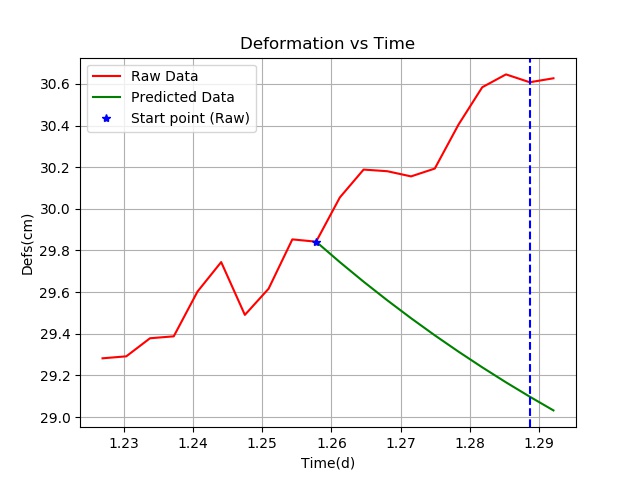 Deformation vs Time
Raw Data
Predicted Data
Start point (Raw)
Defs(cm)
30.6
30.4
30.2
30.0
29.8
29.6
29.4
29.2
29.0
1.23 1.24 1.25 1.26 1.27 1.28 1.29
Time(d)